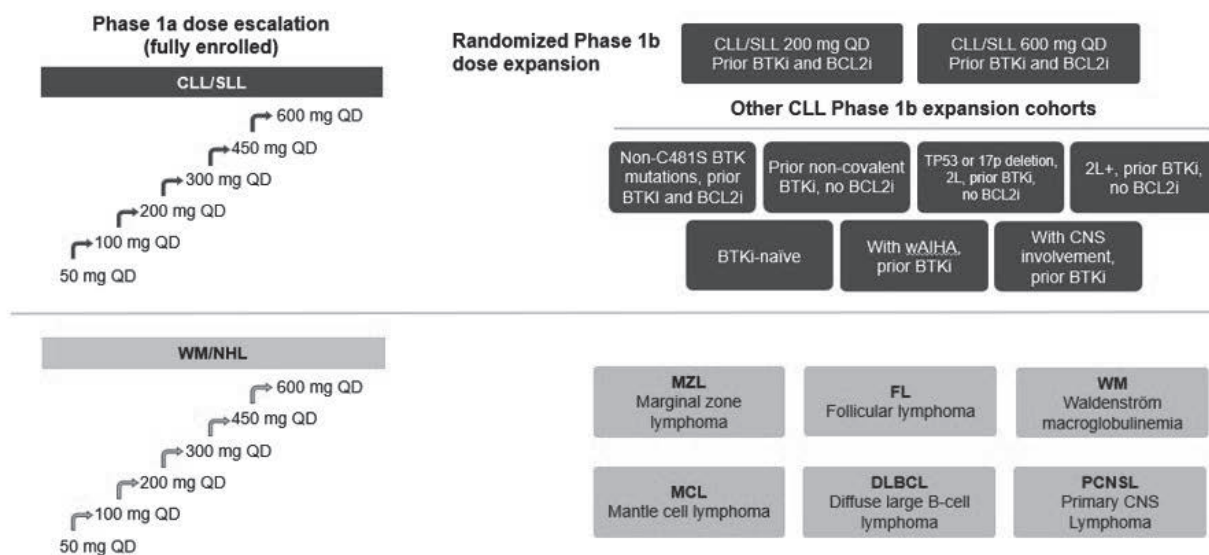 Phase 1a dose escalation
(fully enrolled)
CLL/SLL
600 mg QD
450 mg QD
300 mg QD
200 mg QD
100 mg QD
50 mg QD
Randomized Phase 1b
dose expansion
CLL/SLL 200 mg QD
Prior BTKi and BCL2i
CLL/SLL 600 mg QD
Prior BTKi and BCL2i
Other CLL Phase 1b expansion cohorts
Non-C481S BTK
mutations, prior
BTKI and BCL2i
Prior non-covalent
BTKi, no BCL2i
TP53 or 17p deletion,
2L, prior BTKi,
no BCL2i
2L+, prior BTKi,
no BCL2i
BTKi-naïve
With wAIHA,
prior BTKi
With CNS
involvement,
prior BTKi
WM/NHL
600 mg QD
450 mg QD
300 mg QD
200 mg QD
100 mg QD
50 mg QD
MZL
Marginal zone
lymphoma
FL
Follicular lymphoma
WM
Waldenström
macroglobulinemia
MCL
Mantle cell lymphoma
DLBCL
Diffuse large B-cell
lymphoma
PCNSL
Primary CNS
Lymphoma